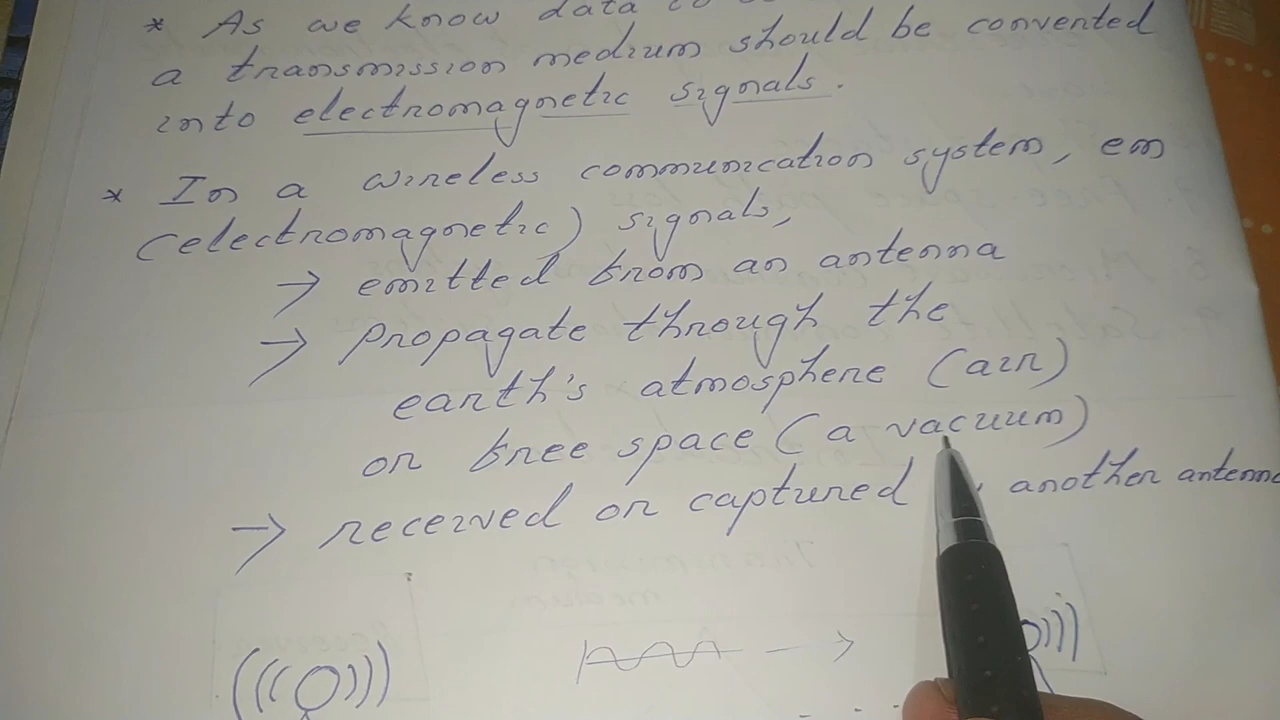 * As we know data
a transmission medium should be convented
into electromagnetic signals.
* In a wireless communication system, em
(electromagnetic) signals,
→ emitted from an antenna
→ propagate through the
earth's atmosphere (air)
or free space (a vacuum)
→ received or captured another antenna